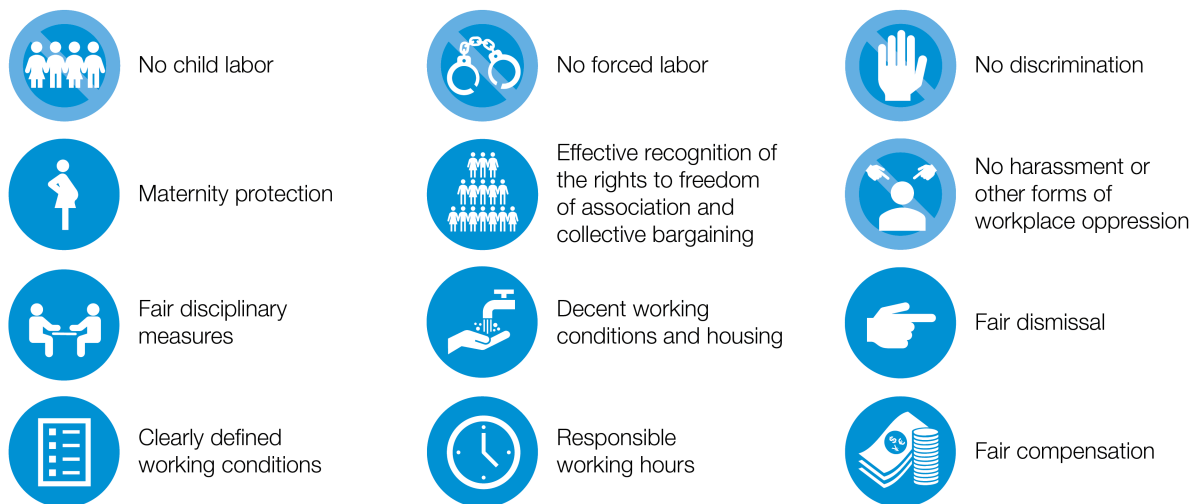 No child labor
No forced labor
No discrimination
Maternity protection
Effective recognition of
the rights to freedom
of association and
collective bargaining
No harassment or
other forms of
workplace oppression
Fair disciplinary
measures
Decent working
conditions and housing
Fair dismissal
Clearly defined
working conditions
Responsible
working hours
$ €
¥
Fair compensation